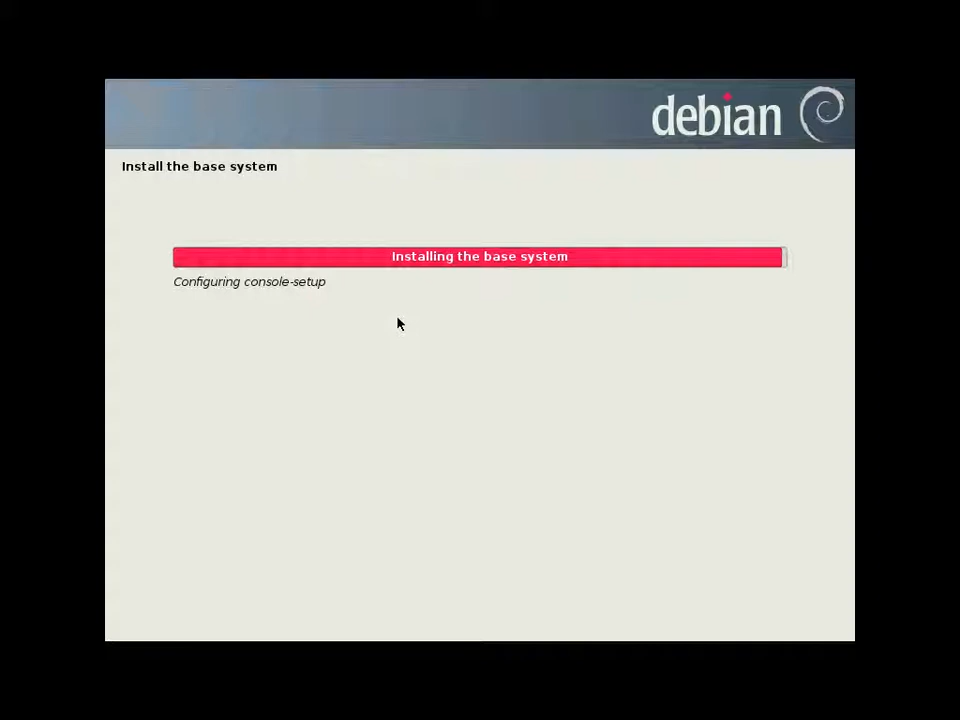 debian
Install the base system
Installing the base system
Configuring console-setup